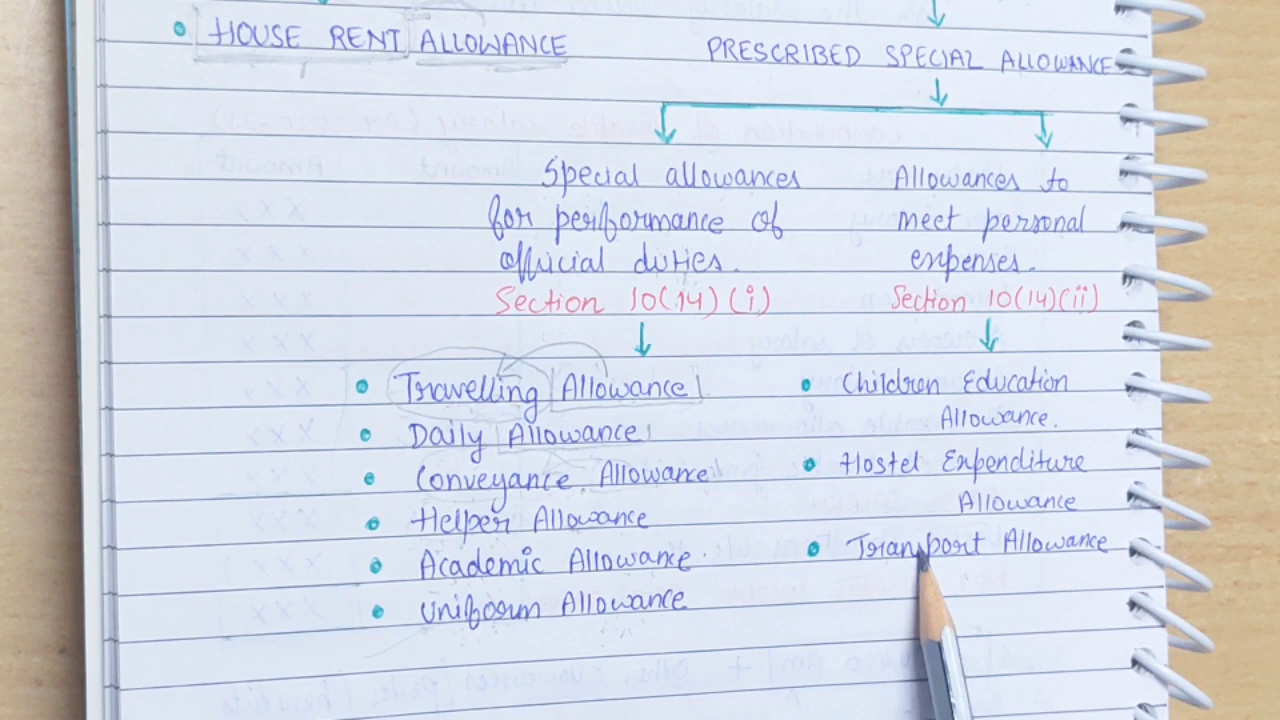 HOUSE RENT ALLOWANCE
PRESCRIBED SPECIAL ALLOWANCE
Special allowances
for performance of
official duties.
Section 10(14)(i)
Allowances to
meet personal
expenses.
Section 10(14)(ii)
Travelling Allowance
Daily Allowance
Conveyance Allowance
Helper Allowance
Academic Allowance.
Uniform Allowance
Children Education
Allowance.
Hostel Expenditure
Allowance
Transport Allowance